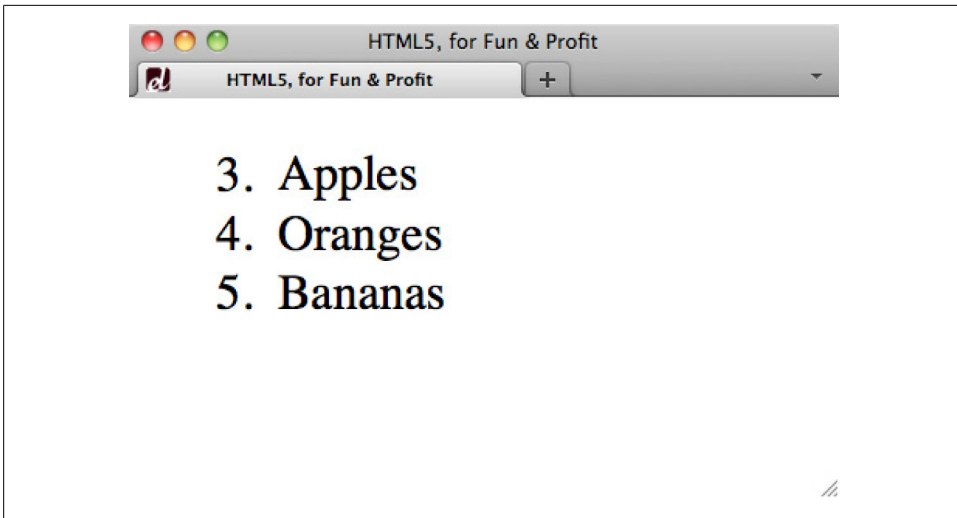 HTML5, for Fun & Profit
HTML5, for Fun & Profit
3. Apples
4. Oranges
5. Bananas